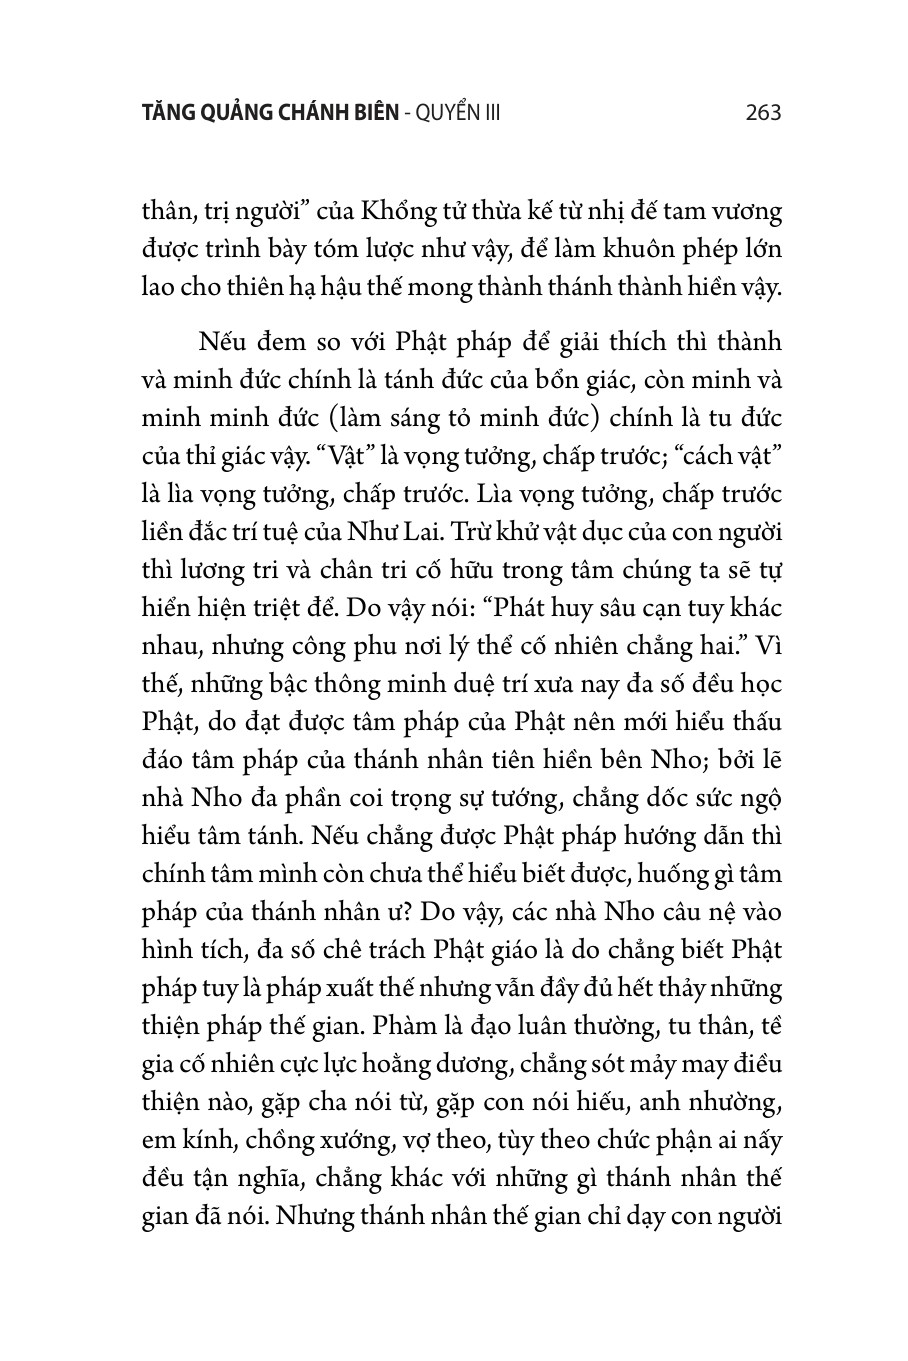 TĂNG QUẢNG CHÁNH BIÊN - QUYỂN III 263
thân, trị người” của Khổng tử thừa kế từ nhị đế tam vương
được trình bày tóm lược như vậy, để làm khuôn phép lớn
lao cho thiên hạ hậu thế mong thành thánh thành hiền vậy.
Nếu đem so với Phật pháp để giải thích thì thành
và minh đức chính là tánh đức của bổn giác, còn minh và
minh minh đức (làm sáng tỏ minh đức) chính là tu đức
của thỉ giác vậy. “Vật” là vọng tưởng, chấp trước; “cách vật”
là lìa vọng tưởng, chấp trước. Lìa vọng tưởng, chấp trước
liền đắc trí tuệ của Như Lai. Trừ khử vật dục của con người
thì lương tri và chân tri cố hữu trong tâm chúng ta sẽ tự
hiển hiện triệt để. Do vậy nói: “Phát huy sâu cạn tuy khác
nhau, nhưng công phu nơi lý thể cố nhiên chẳng hai.” Vì
thế, những bậc thông minh duệ trí xưa nay đa số đều học
Phật, do đạt được tâm pháp của Phật nên mới hiểu thấu
đáo tâm pháp của thánh nhân tiên hiền bên Nho; bởi lẽ
nhà Nho đa phần coi trọng sự tướng, chẳng dốc sức ngộ
hiểu tâm tánh. Nếu chẳng được Phật pháp hướng dẫn thì
chính tâm mình còn chưa thể hiểu biết được, huống gì tâm
pháp của thánh nhân ư? Do vậy, các nhà Nho câu nệ vào
hình tích, đa số chê trách Phật giáo là do chẳng biết Phật
pháp tuy là pháp xuất thế nhưng vẫn đầy đủ hết thảy những
thiện pháp thế gian. Phàm là đạo luân thường, tu thân, tề
gia cố nhiên cực lực hoằng dương, chẳng sót mảy may điều
thiện nào, gặp cha nói từ, gặp con nói hiếu, anh nhường,
em kính, chồng xướng, vợ theo, tùy theo chức phận ai nấy
đều tận nghĩa, chẳng khác với những gì thánh nhân thế
gian đã nói. Nhưng thánh nhân thế gian chỉ dạy con người